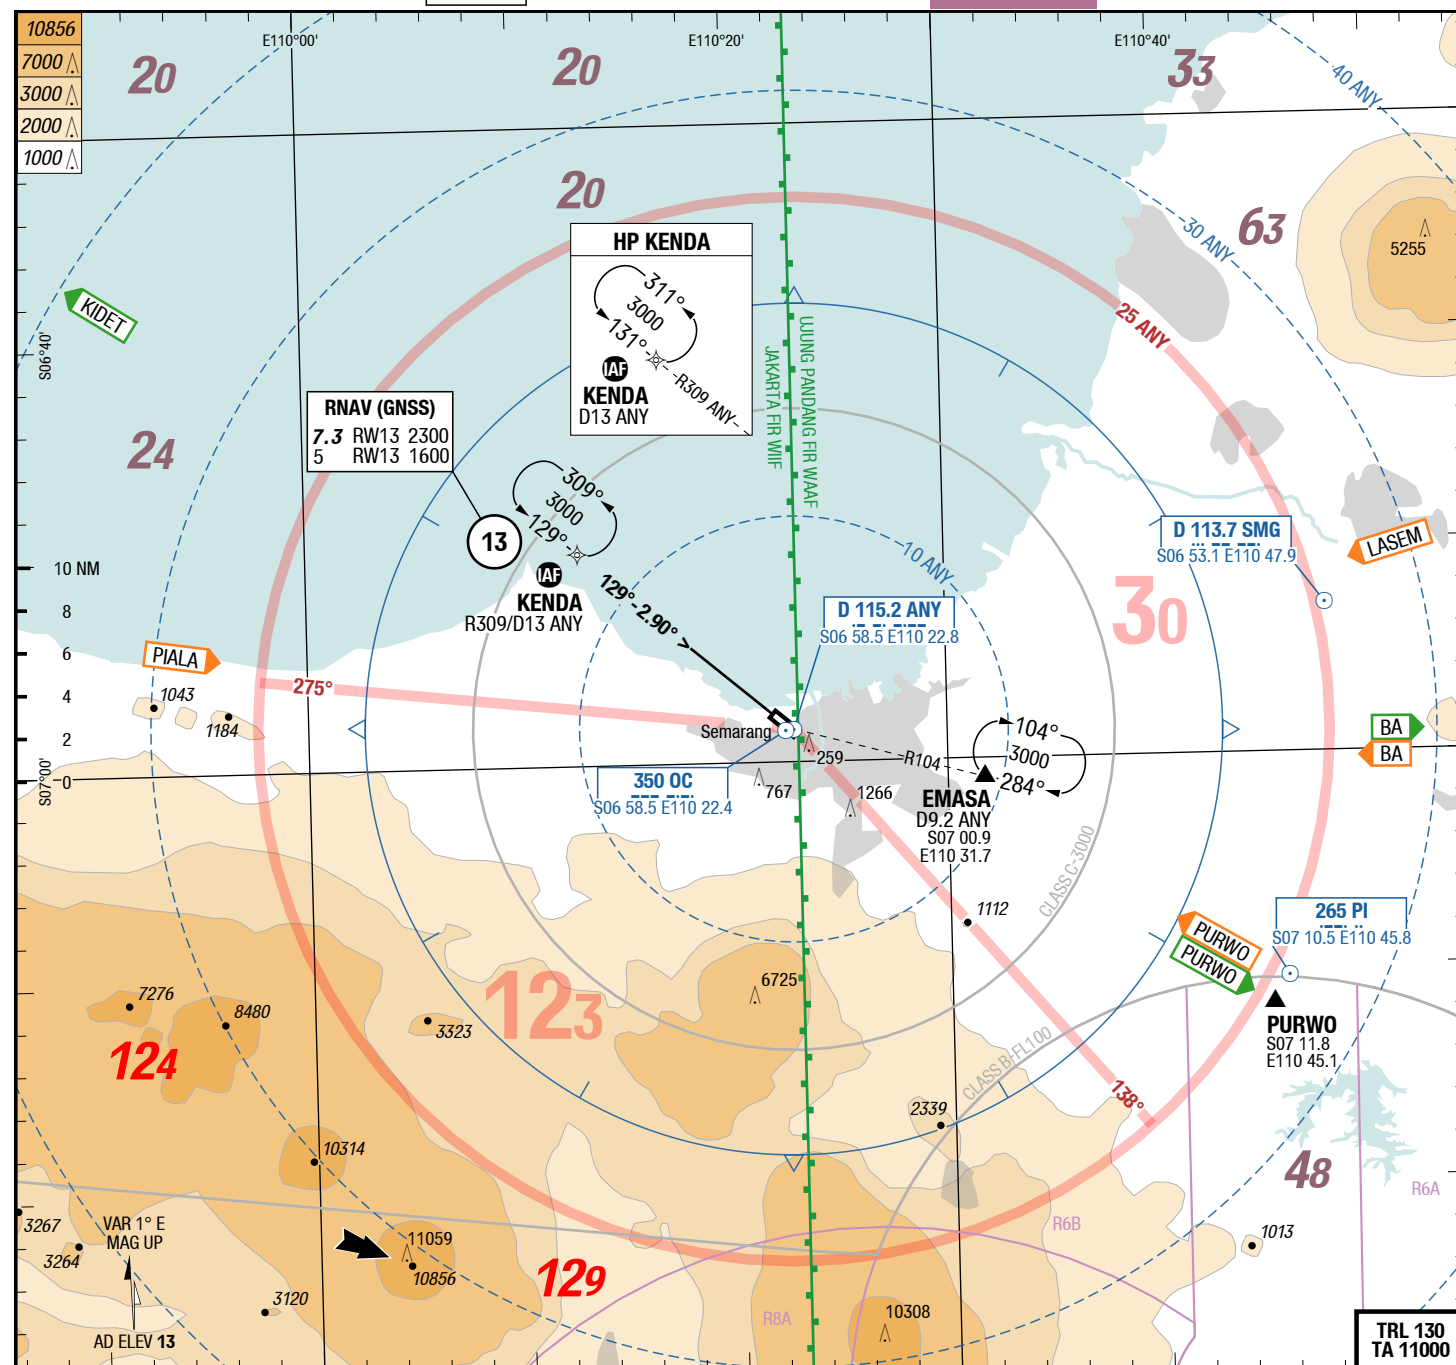 10856
7000
3000
2000
1000
E110°00'
E110°20'
E110°40'
20
20
33
40 ANY
20
63
30 ANY
5255
HP KENDA
311°
3000
131°
IAF
KENDA
D13 ANY
R309 ANY
KIDET
S06°40'
25 ANY
UJUNG PANDANG FIR WAAF
JAKARTA FIR WIIF
RNAV (GNSS)
7.3 RW13 2300
5 RW13 1600
24
309°
3000
129°
13
IAF
KENDA
R309/D13 ANY
129°-2.90° >
10 ANY
D 113.7 SMG
S06 53.1 E110 47.9
LASEM
10 NM
8
6
4
2
0
S07°00'
D 115.2 ANY
S06 58.5 E110 22.8
30
PIALA
1043
1184
275°
Semarang
259
767
1266
350 OC
S06 58.5 E110 22.4
R104
104°
3000
284°
EMASA
D9.2 ANY
S07 00.9
E110 31.7
BA
BA
CLASS C-3000
1112
265 PI
S07 10.5 E110 45.8
PURWO
PURWO
PURWO
S07 11.8
E110 45.1
6725
7276
8480
3323
123
124
CLASS B-FL100
138°
2339
10314
48
R6A
R6B
3267
3264
VAR 1° E
MAG UP
11059
10856
129
1013
3120
AD ELEV 13
R8A
10308
TRL 130
TA 11000